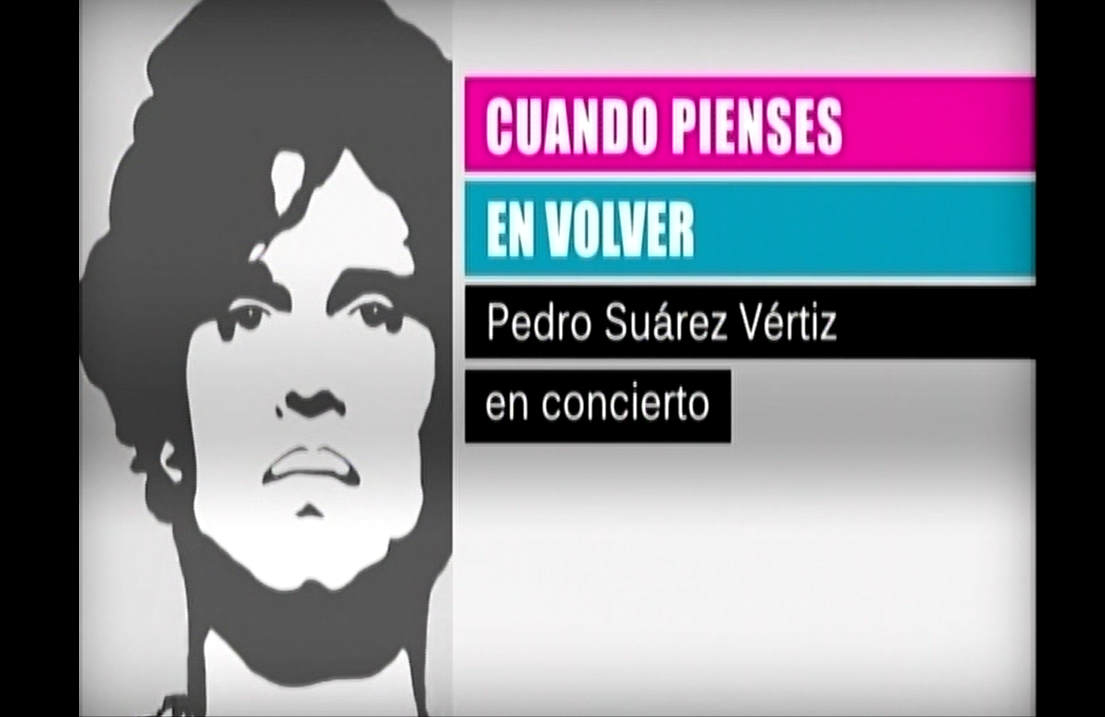 CUANDO PIENSES
EN VOLVER
Pedro Suárez Vértiz
en concierto